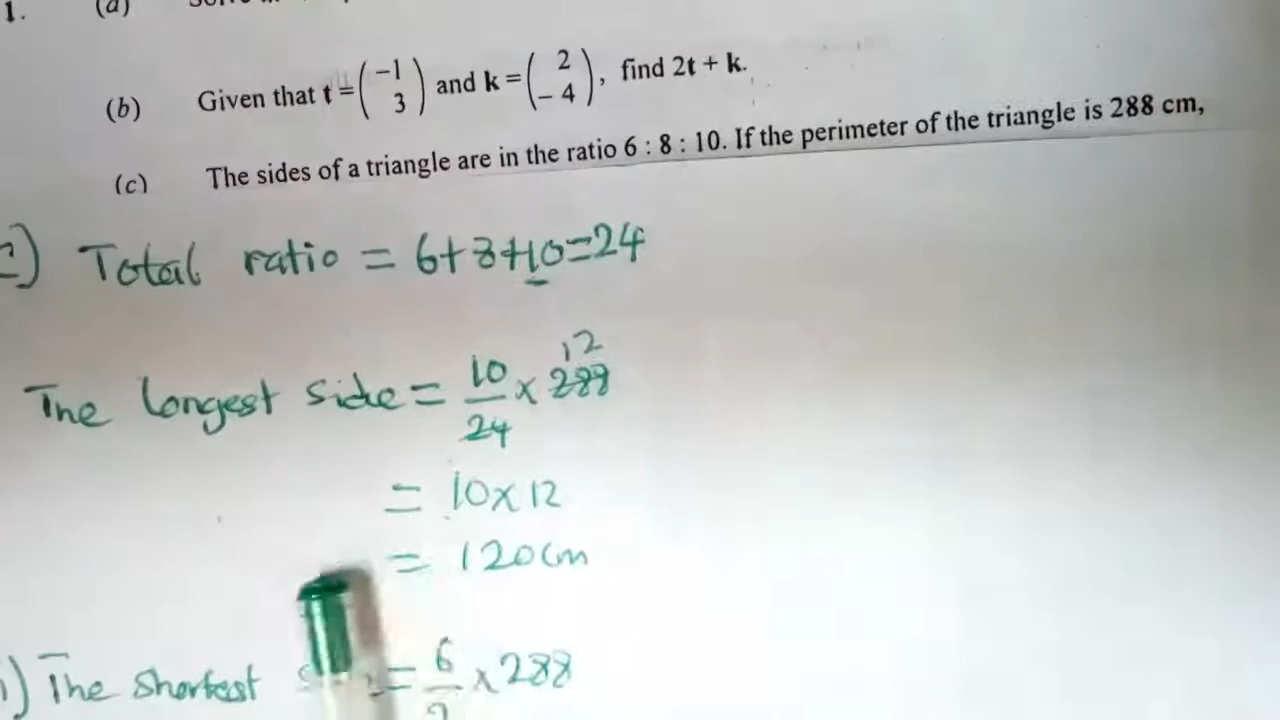 1. (a)
(b) Given that t = ( -1 3 ) and k = ( 2 -4 ), find 2t + k.
(c) The sides of a triangle are in the ratio 6 : 8 : 10. If the perimeter of the triangle is 288 cm,
) Total ratio = 6+8+10=24
The longest side = 10/24 x 288 12
= 10x12
= 120cm
) The shortest = 6/2 x 288